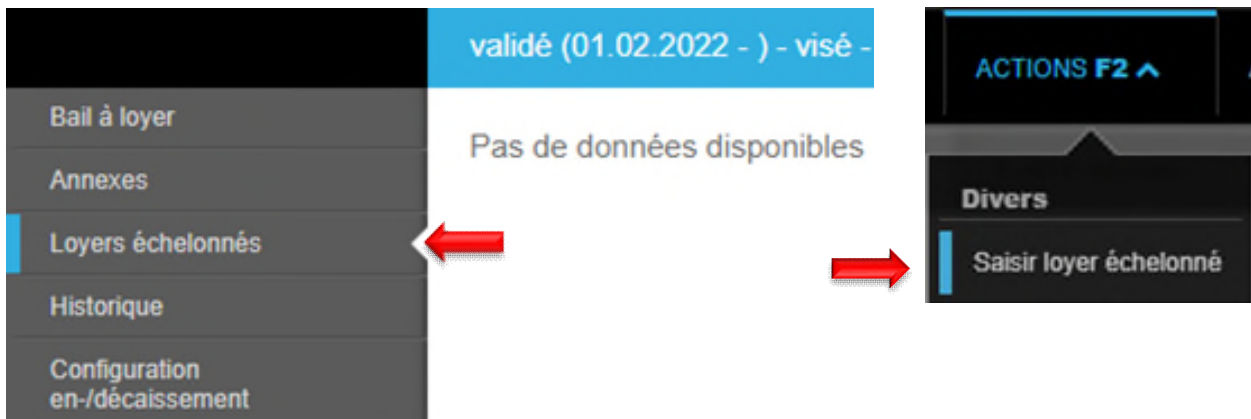 validé (01.02.2022 - ) - visé -
Bail à loyer
Annexes
Loyers échelonnés
Historique
Configuration
en-/décaissement
Pas de données disponibles
ACTIONS F2
Divers
Saisir loyer échelonné